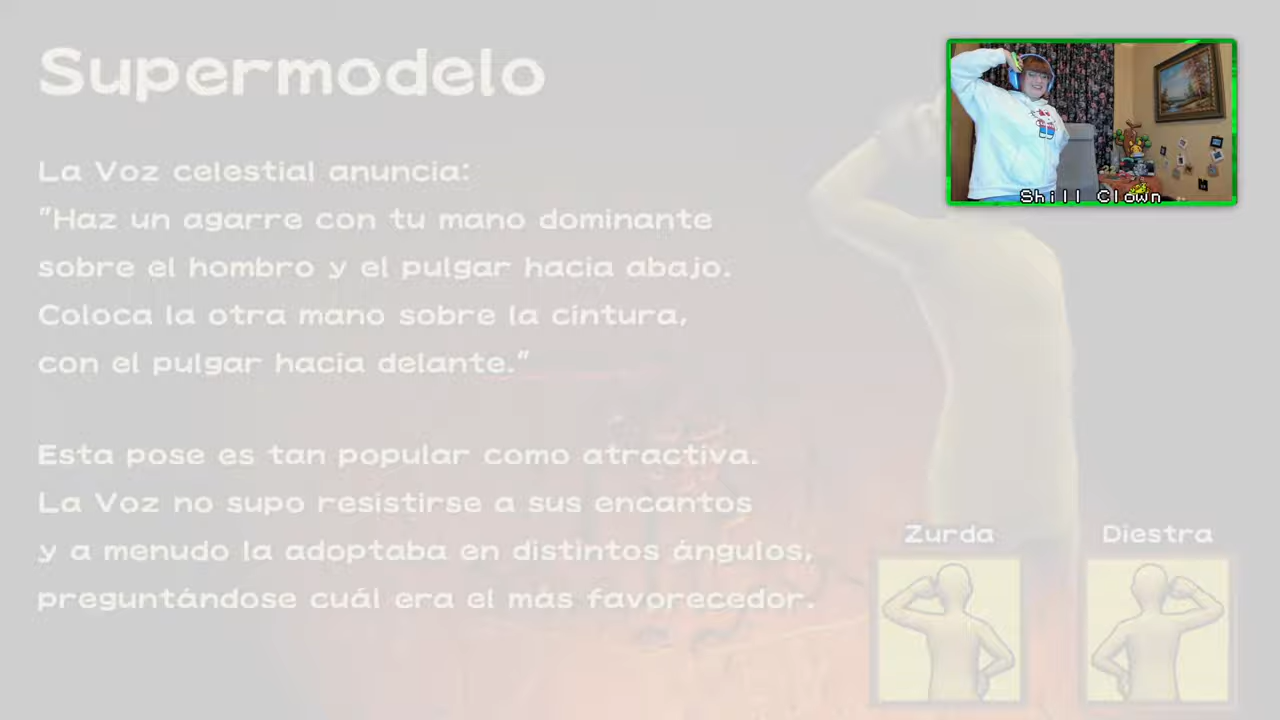 Supermodelo
Shill Clown
La Voz celestial anuncia:
"Haz un agarre con tu mano dominante
sobre el hombro y el pulgar hacia abajo.
Coloca la otra mano sobre la cintura,
con el pulgar hacia delante."
Esta pose es tan popular como atractiva.
La Voz no supo resistirse a sus encantos
y a menudo la adoptaba en distintos ángulos,
preguntándose cuál era el más favorecedor.
Zurda
Diestra